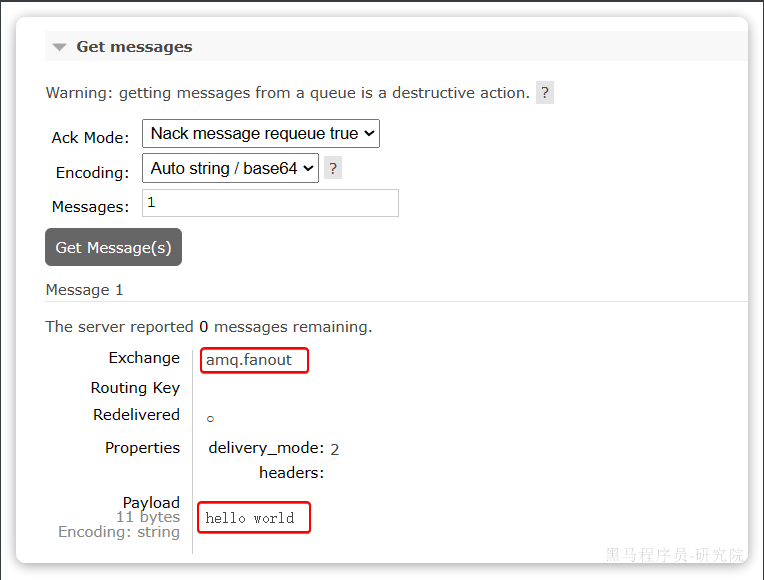 Get messages
Warning: getting messages from a queue is a destructive action. ?
Ack Mode: Nack message requeue true
Encoding: Auto string / base64 ?
Messages: 1
Get Message(s)
Message 1
The server reported 0 messages remaining.
Exchange amq.fanout
Routing Key
Redelivered ○
Properties delivery_mode: 2
headers:
Payload
11 bytes hello world
Encoding: string
黑马程序员-研究院